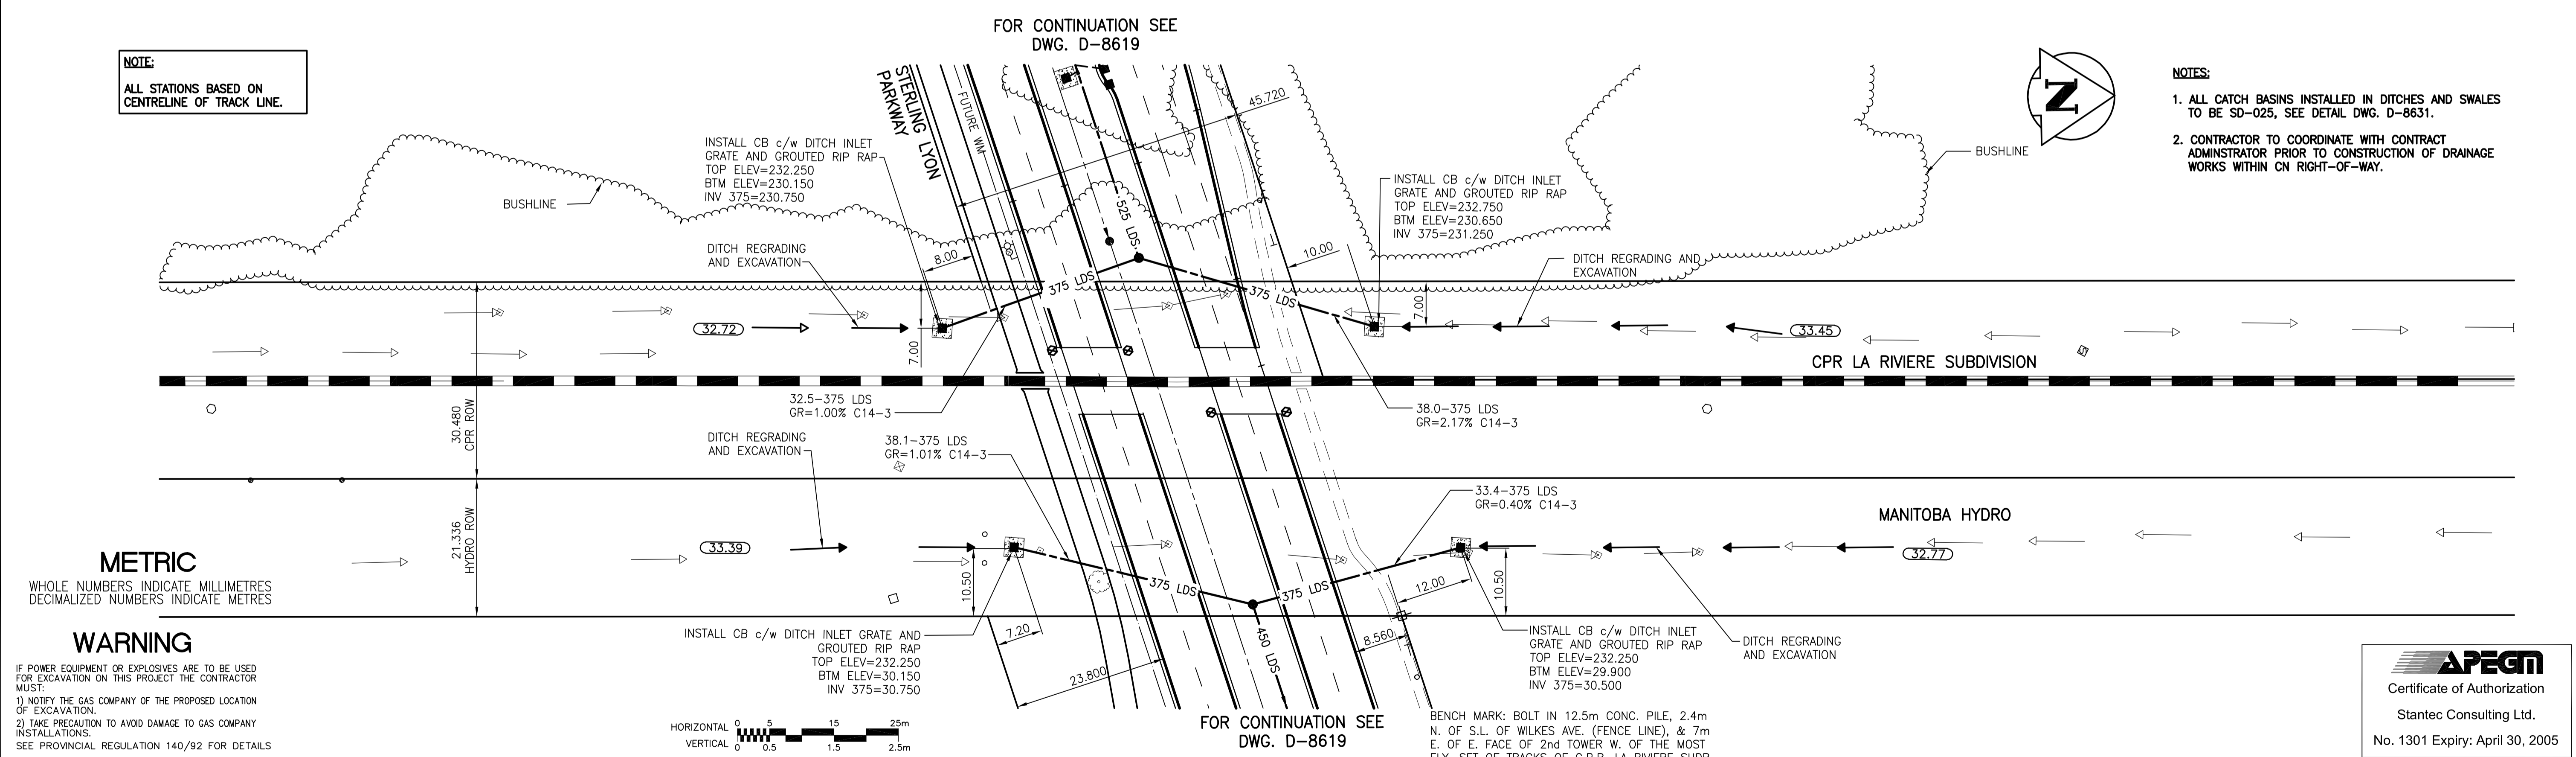 FOR CONTINUATION SEE
DWG. D-8619
NOTE:
ALL STATIONS BASED ON
CENTRELINE OF TRACK LINE.
STERLING LYON
PARKWAY
FUTURE WM
45.720
N
NOTES:
1. ALL CATCH BASINS INSTALLED IN DITCHES AND SWALES
TO BE SD-025, SEE DETAIL DWG. D-8631.
2. CONTRACTOR TO COORDINATE WITH CONTRACT
ADMINSTRATOR PRIOR TO CONSTRUCTION OF DRAINAGE
WORKS WITHIN CN RIGHT-OF-WAY.
BUSHLINE
INSTALL CB c/w DITCH INLET
GRATE AND GROUTED RIP RAP
TOP ELEV=232.250
BTM ELEV=230.150
INV 375=230.750
BUSHLINE
INSTALL CB c/w DITCH INLET
GRATE AND GROUTED RIP RAP
TOP ELEV=232.750
BTM ELEV=230.650
INV 375=231.250
525 LDS
DITCH REGRADING
AND EXCAVATION
8.00
10.00
DITCH REGRADING AND
EXCAVATION
375 LDS
375 LDS
7.00
32.72
33.45
7.00
CPR LA RIVIERE SUBDIVISION
32.5-375 LDS
GR=1.00% C14-3
38.0-375 LDS
GR=2.17% C14-3
30.480
CPR ROW
DITCH REGRADING
AND EXCAVATION
38.1-375 LDS
GR=1.01% C14-3
33.4-375 LDS
GR=0.40% C14-3
MANITOBA HYDRO
21.336
HYDRO ROW
33.39
32.77
METRIC
WHOLE NUMBERS INDICATE MILLIMETRES
DECIMALIZED NUMBERS INDICATE METRES
10.50
375 LDS
375 LDS
12.00
10.50
WARNING
IF POWER EQUIPMENT OR EXPLOSIVES ARE TO BE USED
FOR EXCAVATION ON THIS PROJECT THE CONTRACTOR
MUST:
1) NOTIFY THE GAS COMPANY OF THE PROPOSED LOCATION
OF EXCAVATION.
2) TAKE PRECAUTION TO AVOID DAMAGE TO GAS COMPANY
INSTALLATIONS.
SEE PROVINCIAL REGULATION 140/92 FOR DETAILS
INSTALL CB c/w DITCH INLET GRATE AND
GROUTED RIP RAP
TOP ELEV=232.250
BTM ELEV=30.150
INV 375=30.750
7.20
23.800
450 LDS
8.560
INSTALL CB c/w DITCH INLET
GRATE AND GROUTED RIP RAP
TOP ELEV=232.250
BTM ELEV=29.900
INV 375=30.500
DITCH REGRADING
AND EXCAVATION
HORIZONTAL 0 5 15 25m
VERTICAL 0 0.5 1.5 2.5m
FOR CONTINUATION SEE
DWG. D-8619
BENCH MARK: BOLT IN 12.5m CONC. PILE, 2.4m
N. OF S.L. OF WILKES AVE. (FENCE LINE), & 7m
E. OF E. FACE OF 2nd TOWER W. OF THE MOST
ELY. SET OF TRACKS OF C.P.R. LA RIVIERE SUBD
APEGM
Certificate of Authorization
Stantec Consulting Ltd.
No. 1301 Expiry: April 30, 2005